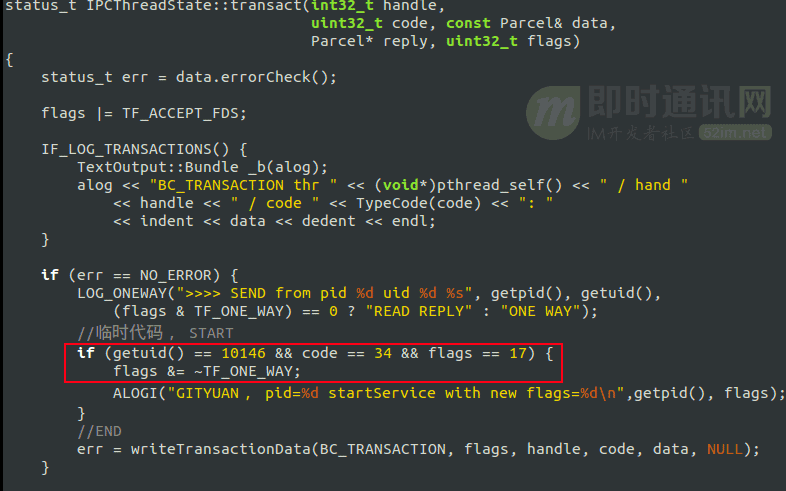 status_t IPCThreadState::transact(int32_t handle,
                                  uint32_t code, const Parcel& data,
                                  Parcel* reply, uint32_t flags)
{
    status_t err = data.errorCheck();

    flags |= TF_ACCEPT_FDS;

    IF_LOG_TRANSACTIONS() {
        TextOutput::Bundle _b(alog);
        alog << "BC_TRANSACTION thr " << (void*)pthread_self() << " / hand "
            << handle << " / code " << TypeCode(code) << ": "
            << indent << data << dedent << endl;
    }

    if (err == NO_ERROR) {
        LOG_ONEWAY(">>>> SEND from pid %d uid %d %s", getpid(), getuid(),
            (flags & TF_ONE_WAY) == 0 ? "READ REPLY" : "ONE WAY");
        //临时代码，START
        if (getuid() == 10146 && code == 34 && flags == 17) {
            flags &= ~TF_ONE_WAY;
            ALOGI("GITYUAN，pid=%d startService with new flags=%d\n",getpid(), flags);
        }
        //END
        err = writeTransactionData(BC_TRANSACTION, flags, handle, code, data, NULL);
    }
m 即时通讯网
IM开发者社区 52im.net